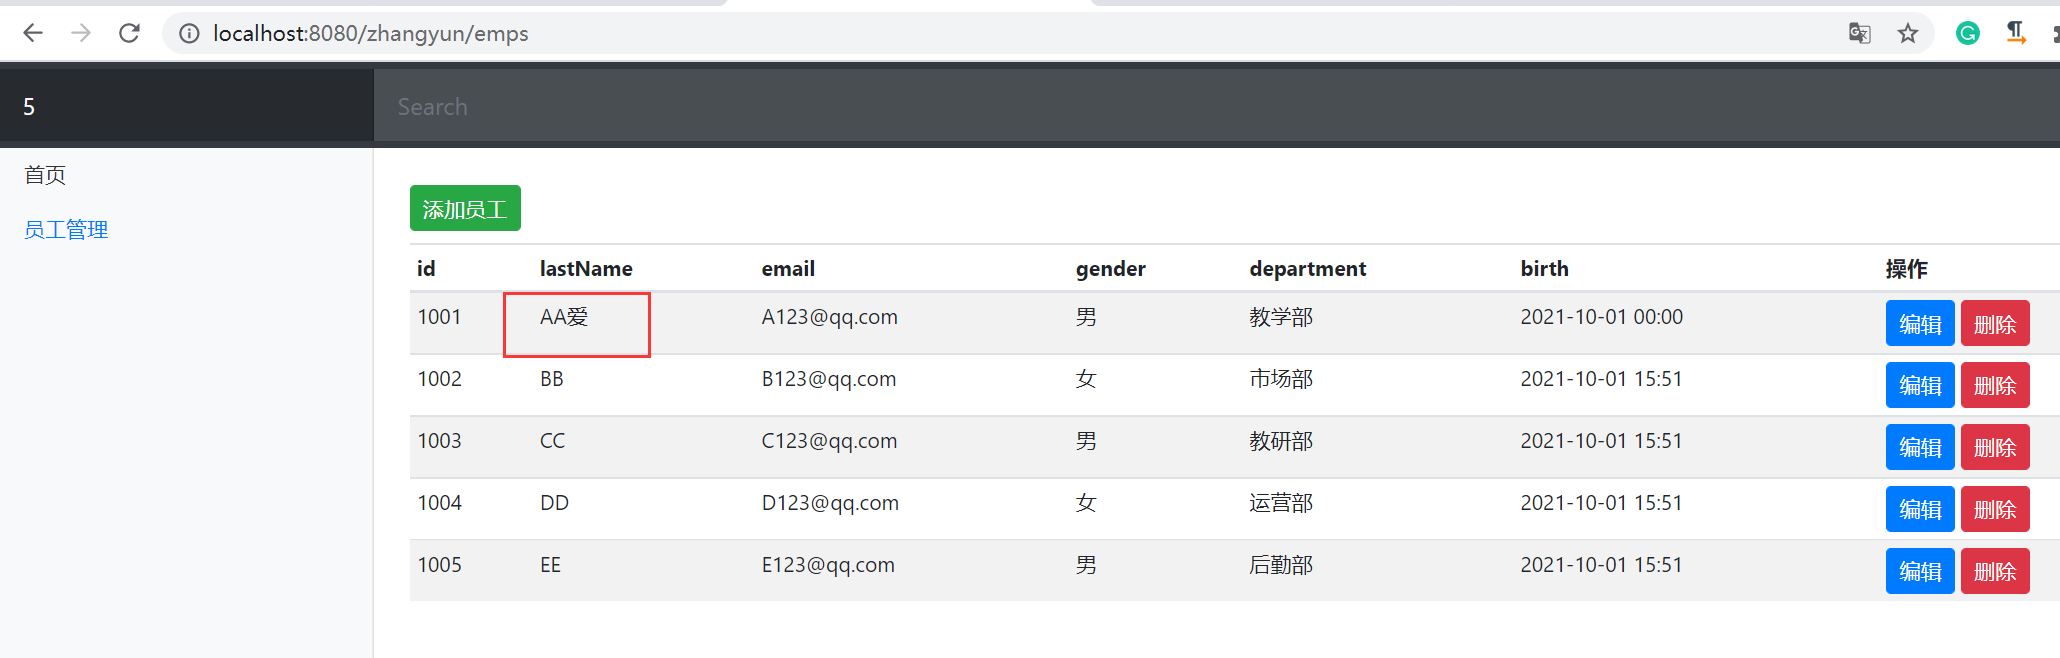 localhost:8080/zhangyun/emps
5 Search
首页
员工管理
添加员工
id lastName email gender department birth 操作
1001 AA爱 A123@qq.com 男 教学部 2021-10-01 00:00 编辑 删除
1002 BB B123@qq.com 女 市场部 2021-10-01 15:51 编辑 删除
1003 CC C123@qq.com 男 教研部 2021-10-01 15:51 编辑 删除
1004 DD D123@qq.com 女 运营部 2021-10-01 15:51 编辑 删除
1005 EE E123@qq.com 男 后勤部 2021-10-01 15:51 编辑 删除